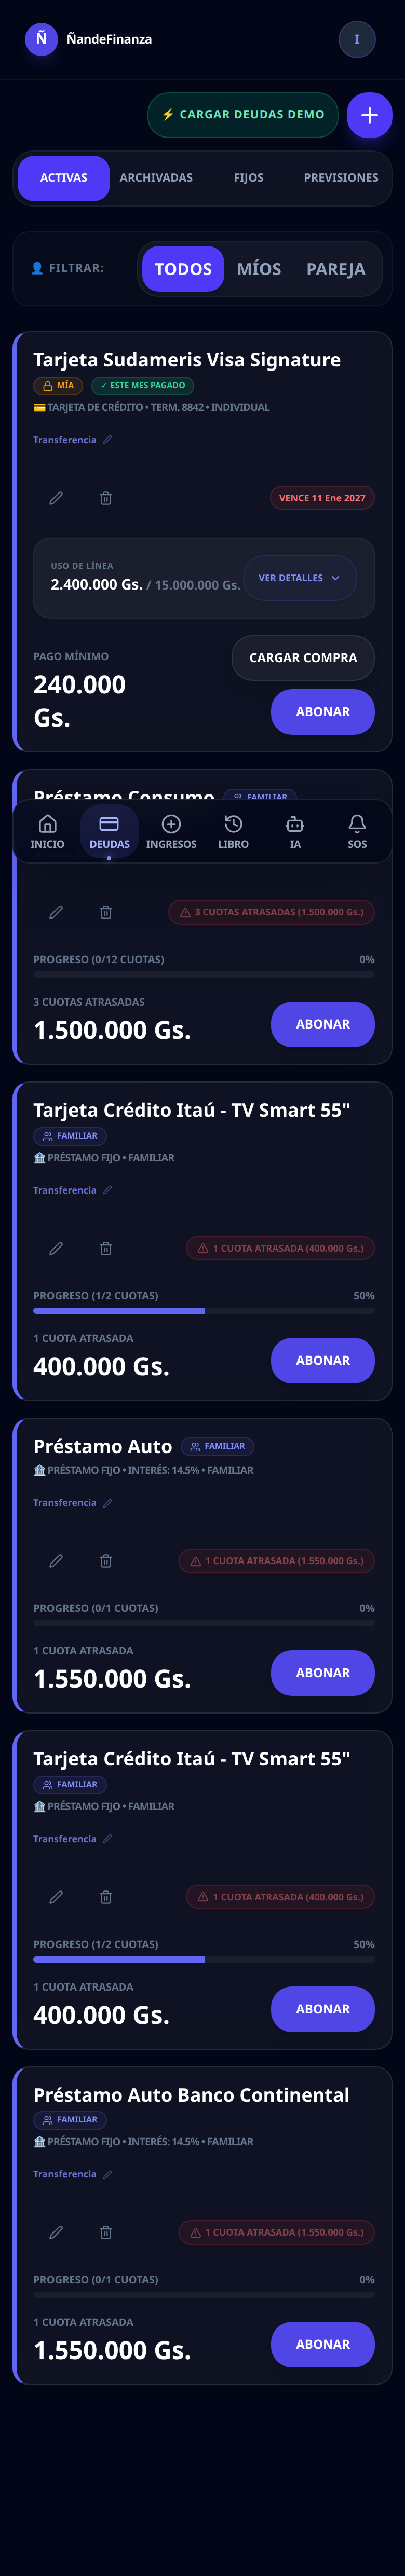 Ñ ÑandeFinanza I
⚡ CARGAR DEUDAS DEMO
ACTIVAS ARCHIVADAS FIJOS PREVISIONES
👤 FILTRAR: TODOS MÍOS PAREJA
Tarjeta Sudameris Visa Signature
MÍA ✓ ESTE MES PAGADO
💳 TARJETA DE CRÉDITO • TERM. 8842 • INDIVIDUAL
Transferencia
VENCE 11 Ene 2027
USO DE LÍNEA
2.400.000 Gs. / 15.000.000 Gs.
VER DETALLES
PAGO MÍNIMO
240.000
Gs.
CARGAR COMPRA
ABONAR
Préstamo Consumo FAMILIAR
INICIO DEUDAS INGRESOS LIBRO IA SOS
3 CUOTAS ATRASADAS (1.500.000 Gs.)
PROGRESO (0/12 CUOTAS) 0%
3 CUOTAS ATRASADAS
1.500.000 Gs. ABONAR
Tarjeta Crédito Itaú - TV Smart 55"
FAMILIAR
🏦 PRÉSTAMO FIJO • FAMILIAR
Transferencia
1 CUOTA ATRASADA (400.000 Gs.)
PROGRESO (1/2 CUOTAS) 50%
1 CUOTA ATRASADA
400.000 Gs. ABONAR
Préstamo Auto FAMILIAR
🏦 PRÉSTAMO FIJO • INTERÉS: 14.5% • FAMILIAR
Transferencia
1 CUOTA ATRASADA (1.550.000 Gs.)
PROGRESO (0/1 CUOTAS) 0%
1 CUOTA ATRASADA
1.550.000 Gs. ABONAR
Tarjeta Crédito Itaú - TV Smart 55"
FAMILIAR
🏦 PRÉSTAMO FIJO • FAMILIAR
Transferencia
1 CUOTA ATRASADA (400.000 Gs.)
PROGRESO (1/2 CUOTAS) 50%
1 CUOTA ATRASADA
400.000 Gs. ABONAR
Préstamo Auto Banco Continental
FAMILIAR
🏦 PRÉSTAMO FIJO • INTERÉS: 14.5% • FAMILIAR
Transferencia
1 CUOTA ATRASADA (1.550.000 Gs.)
PROGRESO (0/1 CUOTAS) 0%
1 CUOTA ATRASADA
1.550.000 Gs. ABONAR